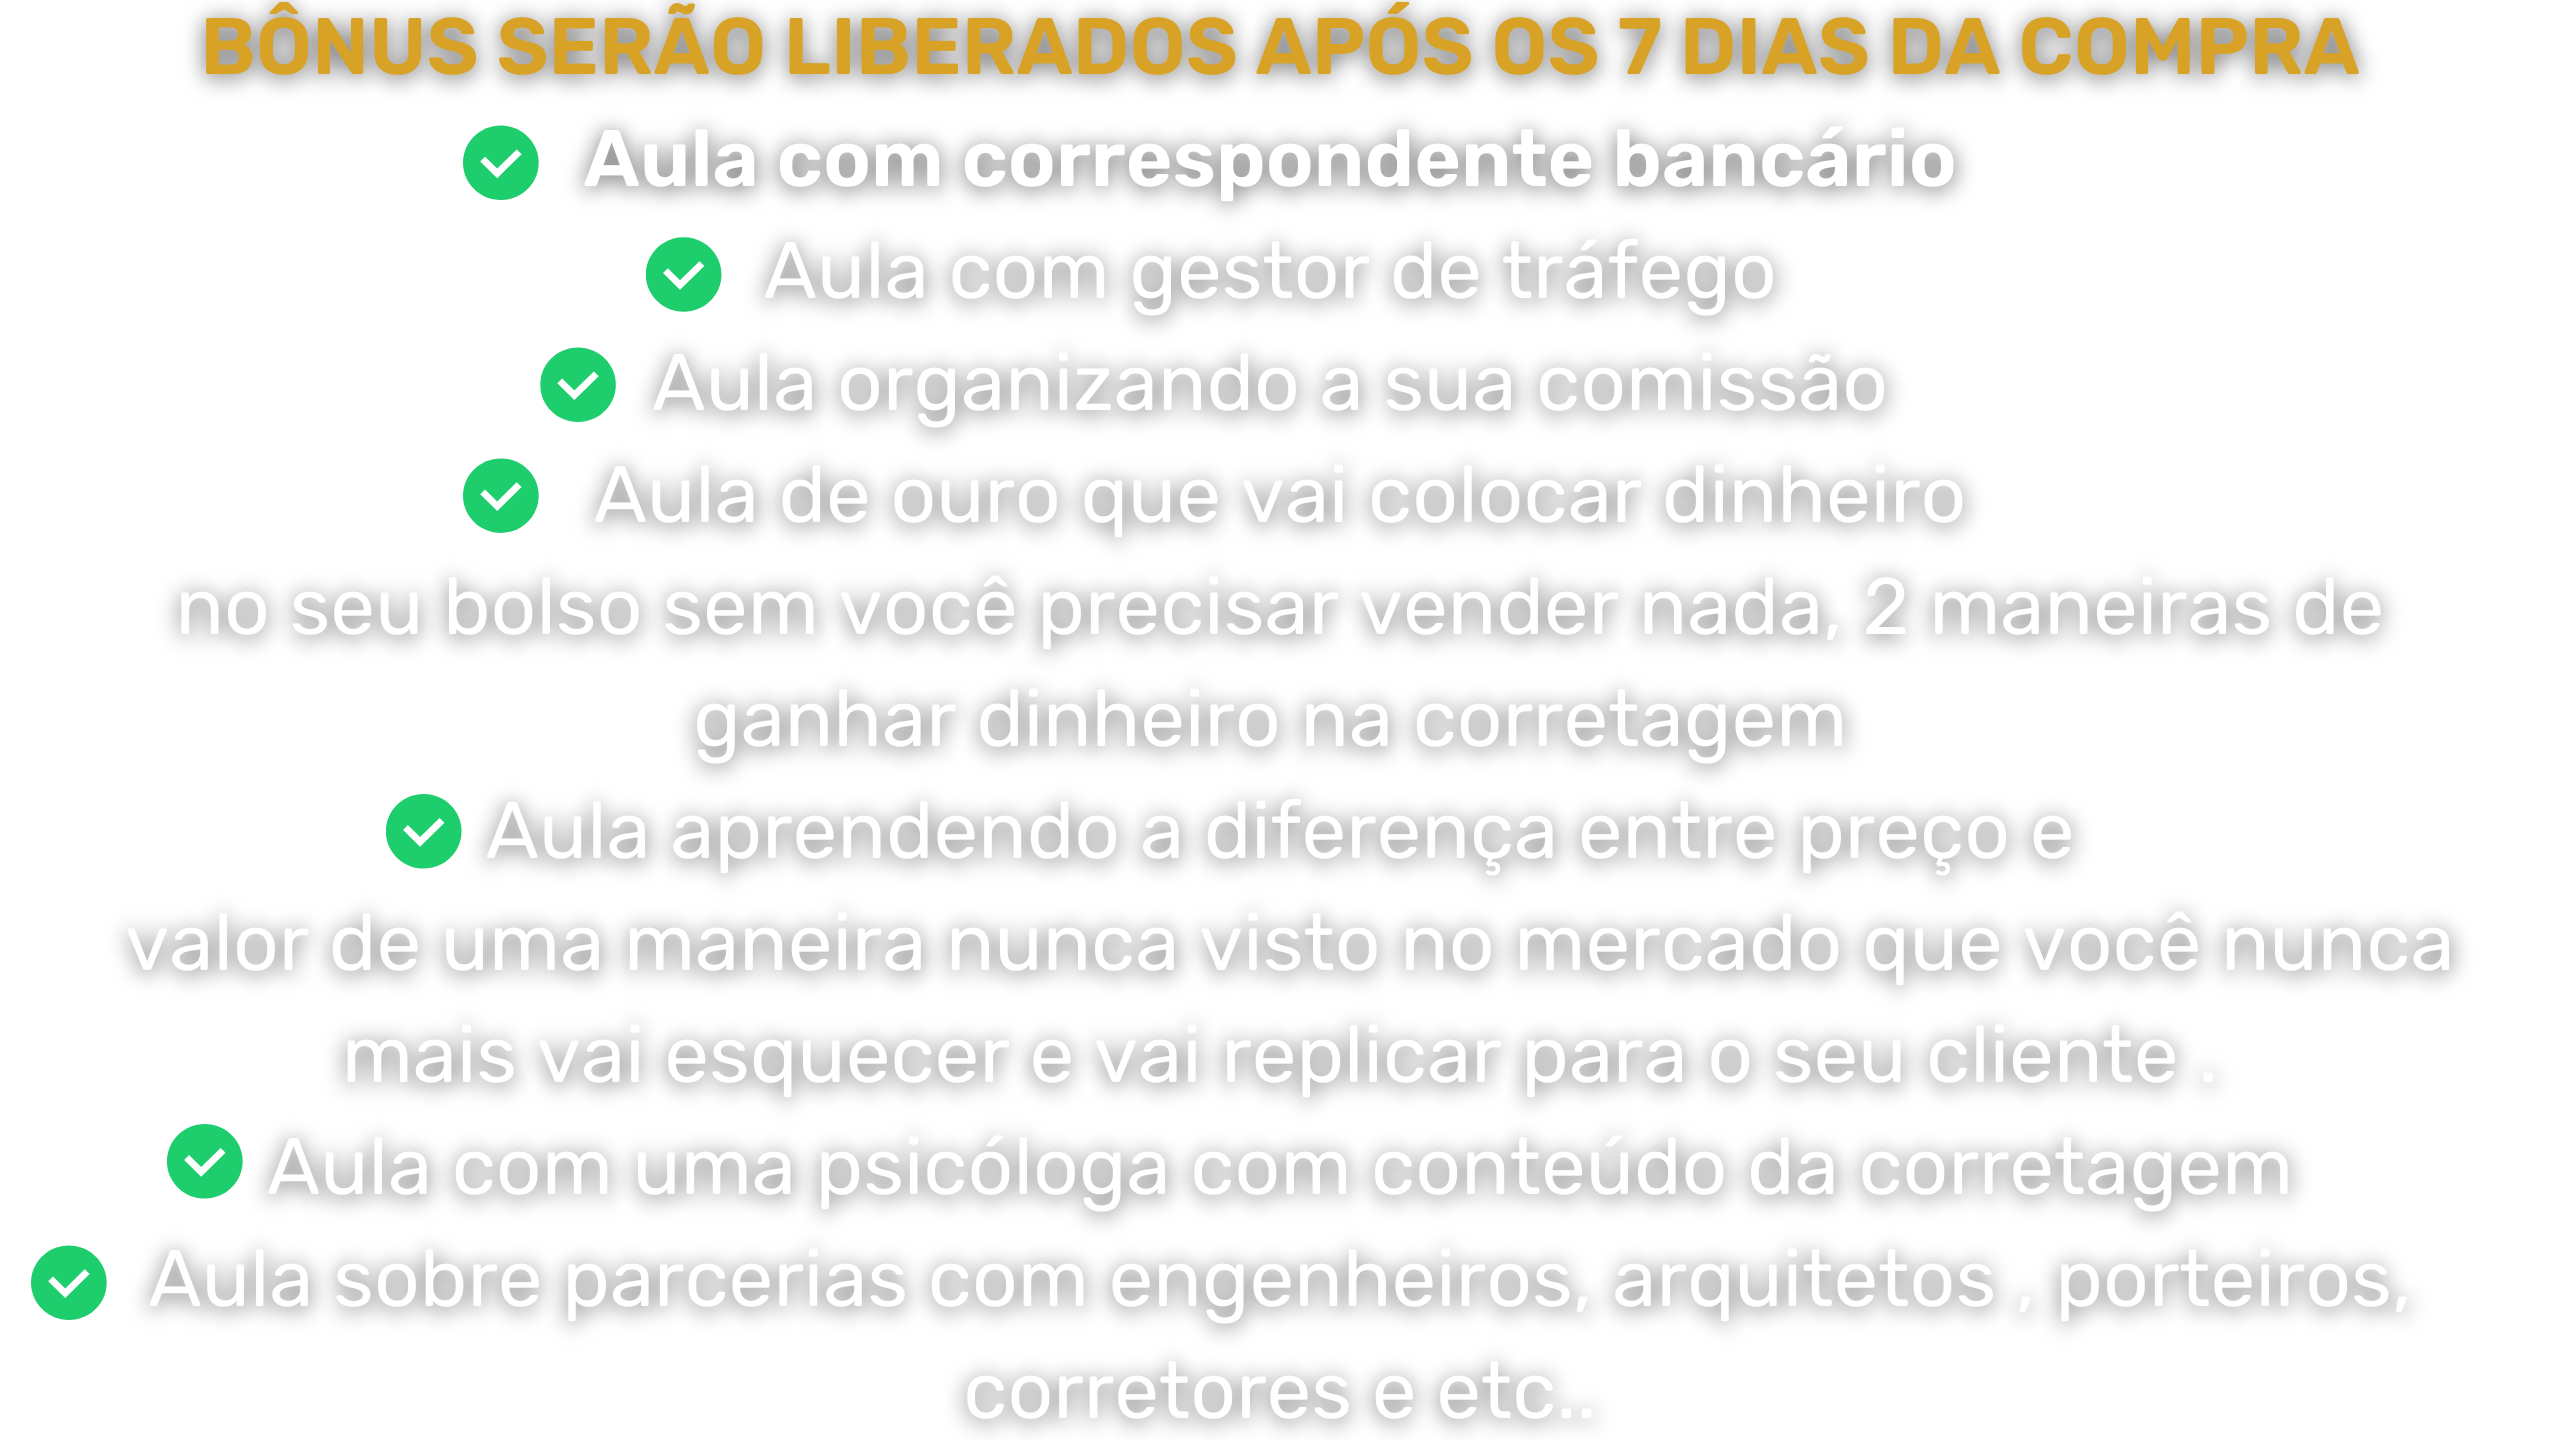 BÔNUS SERÃO LIBERADOS APÓS OS 7 DIAS DA COMPRA
Aula com correspondente bancário
Aula com gestor de tráfego
Aula organizando a sua comissão
Aula de ouro que vai colocar dinheiro
no seu bolso sem você precisar vender nada, 2 maneiras de
ganhar dinheiro na corretagem
Aula aprendendo a diferença entre preço e
valor de uma maneira nunca visto no mercado que você nunca
mais vai esquecer e vai replicar para o seu cliente .
Aula com uma psicóloga com conteúdo da corretagem
Aula sobre parcerias com engenheiros, arquitetos , porteiros,
corretores e etc..